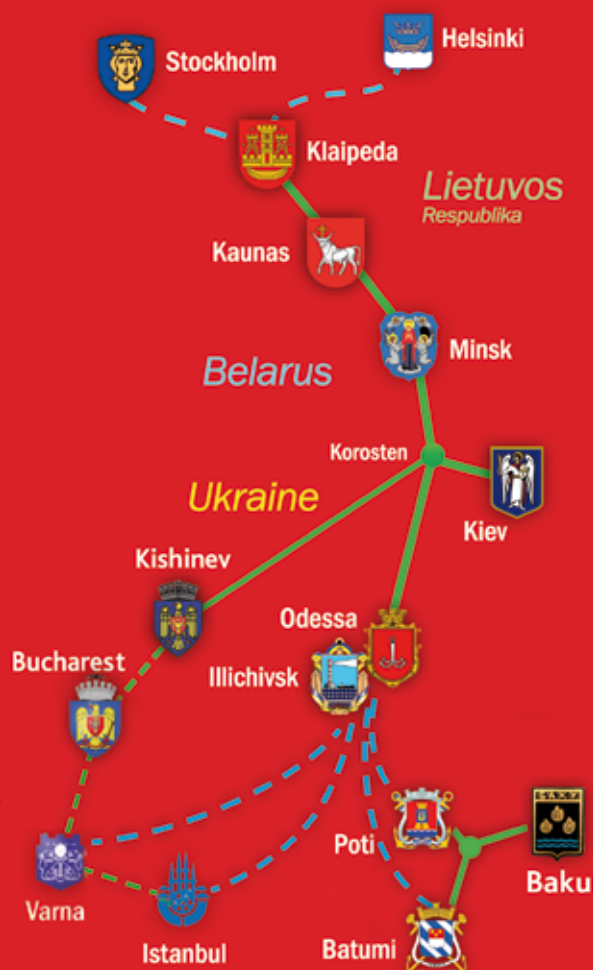 Helsinki
Stockholm
Klaipeda
Lietuvos
Respublika
Kaunas
Minsk
Belarus
Korosten
Ukraine
Kiev
Kishinev
Odessa
Bucharest
Illichivsk
БАКУ
Poti
Baku
Varna
Istanbul
Batumi